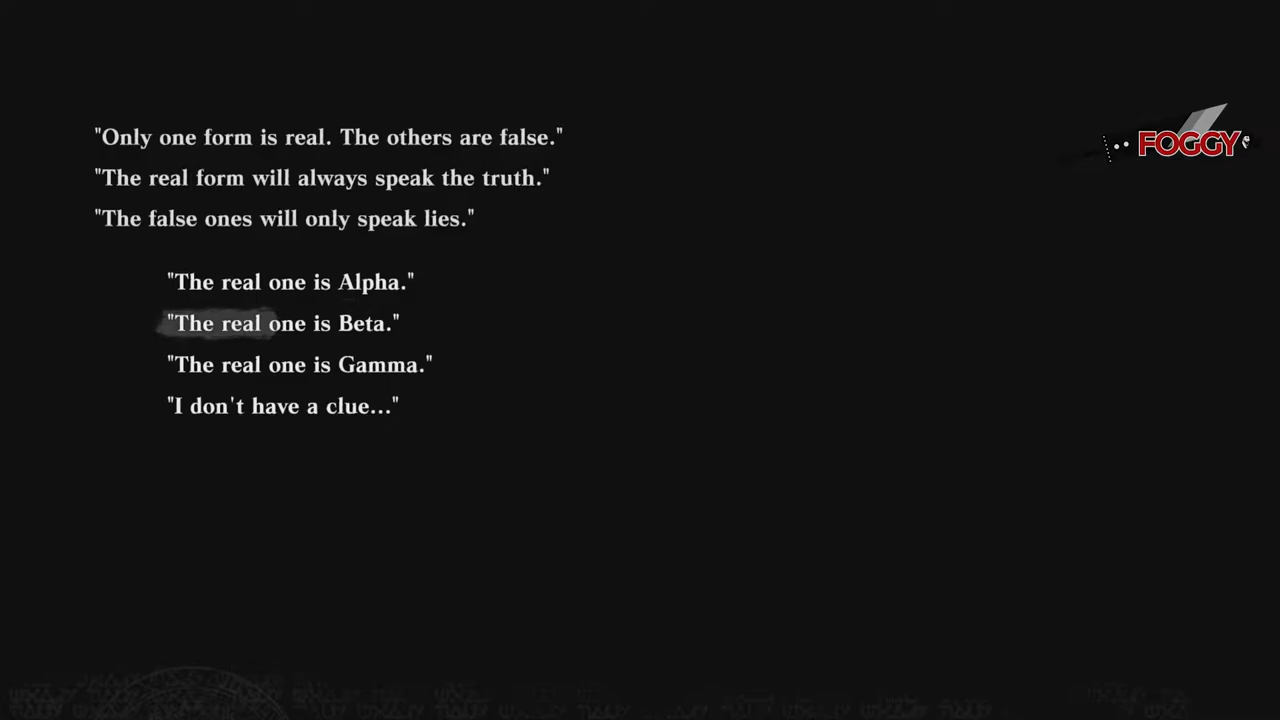 "Only one form is real. The others are false."
FOGGY
"The real form will always speak the truth."
"The false ones will only speak lies."
"The real one is Alpha."
"The real one is Beta."
"The real one is Gamma."
"I don't have a clue..."